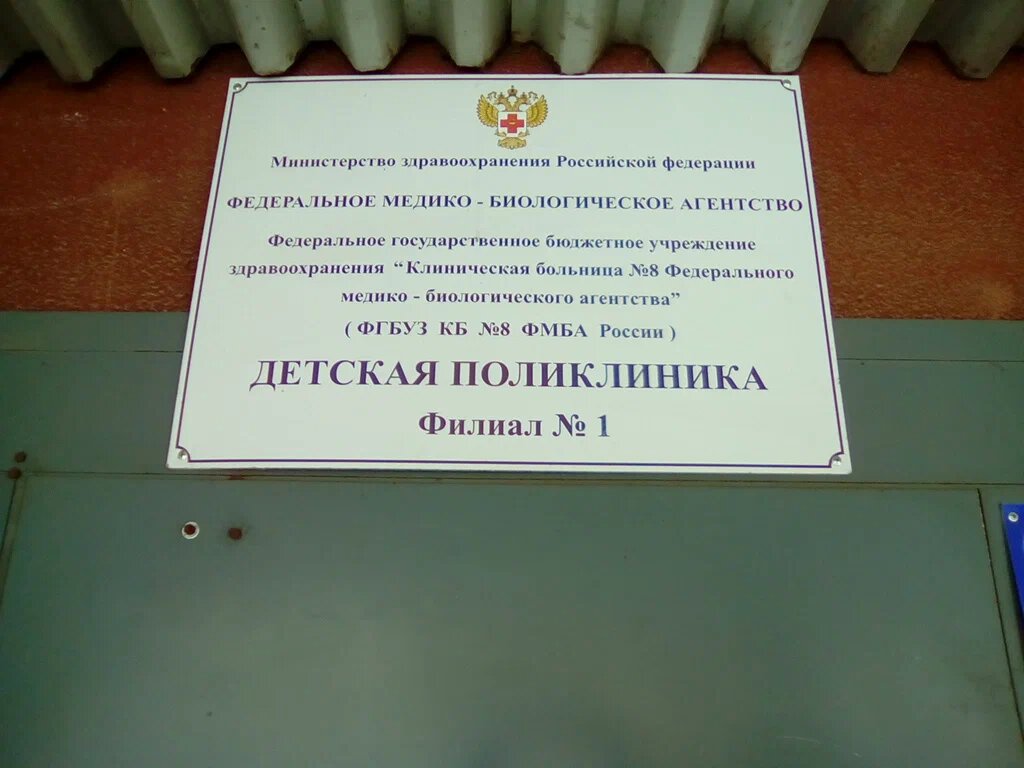 Министерство здравоохранения Российской федерации
ФЕДЕРАЛЬНОЕ МЕДИКО - БИОЛОГИЧЕСКОЕ АГЕНТСТВО
Федеральное государственное бюджетное учреждение
здравоохранения “Клиническая больница №8 Федерального
медико - биологического агентства”
( ФГБУЗ КБ №8 ФМБА России )
ДЕТСКАЯ ПОЛИКЛИНИКА
Филиал № 1